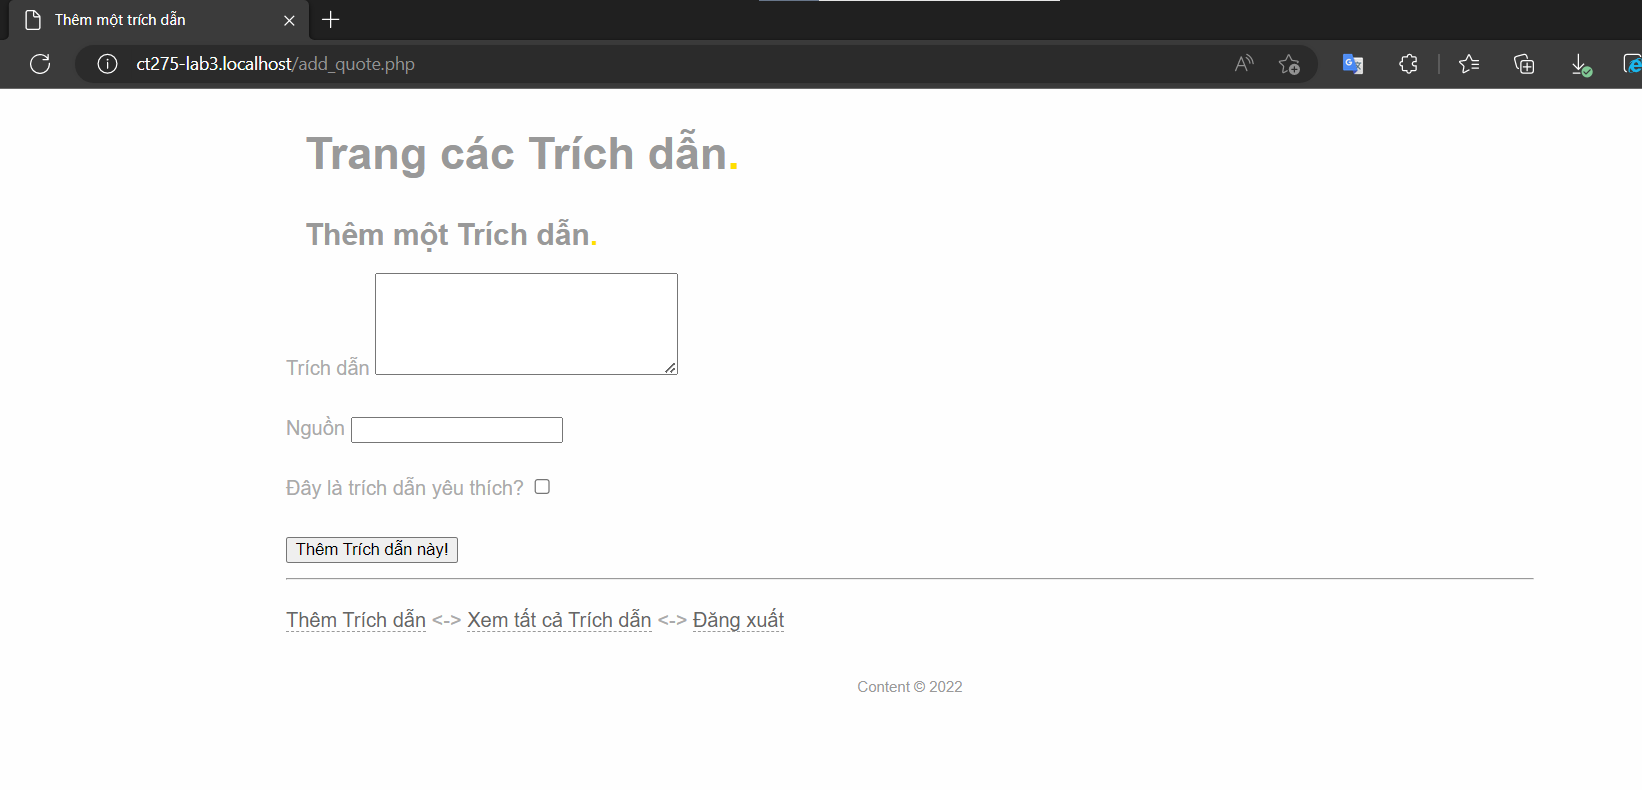 Thêm một trích dẫn
ct275-lab3.localhost/add_quote.php
Trang các Trích dẫn.
Thêm một Trích dẫn.
Trích dẫn
Nguồn
Đây là trích dẫn yêu thích?
Thêm Trích dẫn này!
Thêm Trích dẫn <-> Xem tất cả Trích dẫn <-> Đăng xuất
Content © 2022